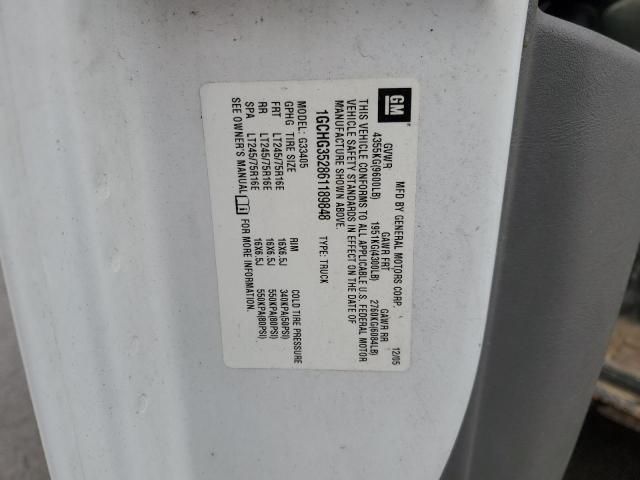 GM
MFD BY GENERAL MOTORS CORP. 12/05
GVWR GAWR FRT GAWR RR
4355KG(9600LB) 1951KG(4300LB) 2760KG(6084LB)
THIS VEHICLE CONFORMS TO ALL APPLICABLE U.S. FEDERAL MOTOR
VEHICLE SAFETY STANDARDS IN EFFECT ON THE DATE OF
MANUFACTURE SHOWN ABOVE.
1GCHG352861189848 TYPE: TRUCK
MODEL: G33405
GPHG TIRE SIZE RIM COLD TIRE PRESSURE
FRT LT245/75R16E 16X6.5J 340KPA(50PSI)
RR LT245/75R16E 16X6.5J 550KPA(80PSI)
SPA LT245/75R16E 16X6.5J 550KPA(80PSI)
SEE OWNER'S MANUAL FOR MORE INFORMATION.